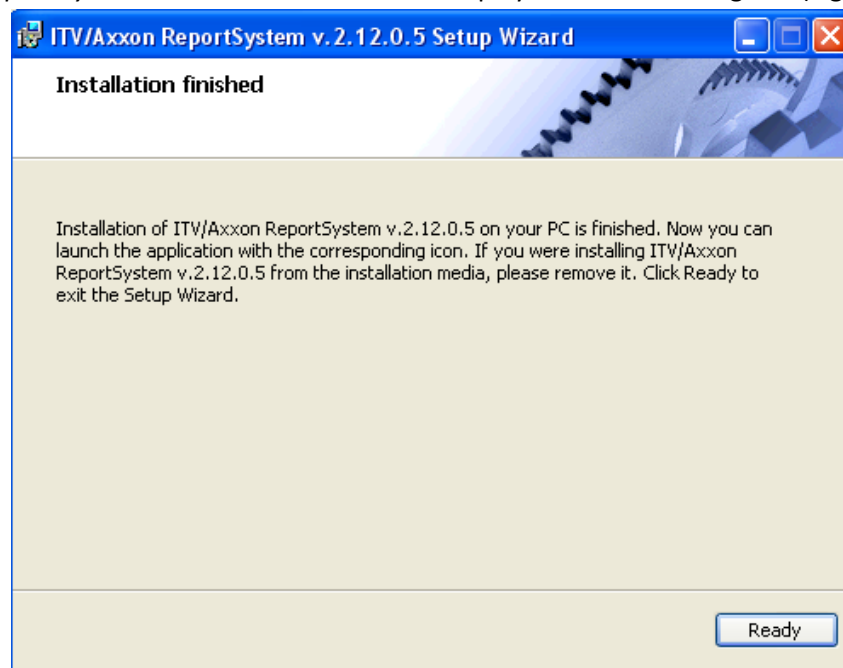 ITV/Axxon ReportSystem v.2.12.0.5 Setup Wizard
Installation finished
Installation of ITV/Axxon ReportSystem v.2.12.0.5 on your PC is finished. Now you can
launch the application with the corresponding icon. If you were installing ITV/Axxon
ReportSystem v.2.12.0.5 from the installation media, please remove it. Click Ready to
exit the Setup Wizard.
Ready